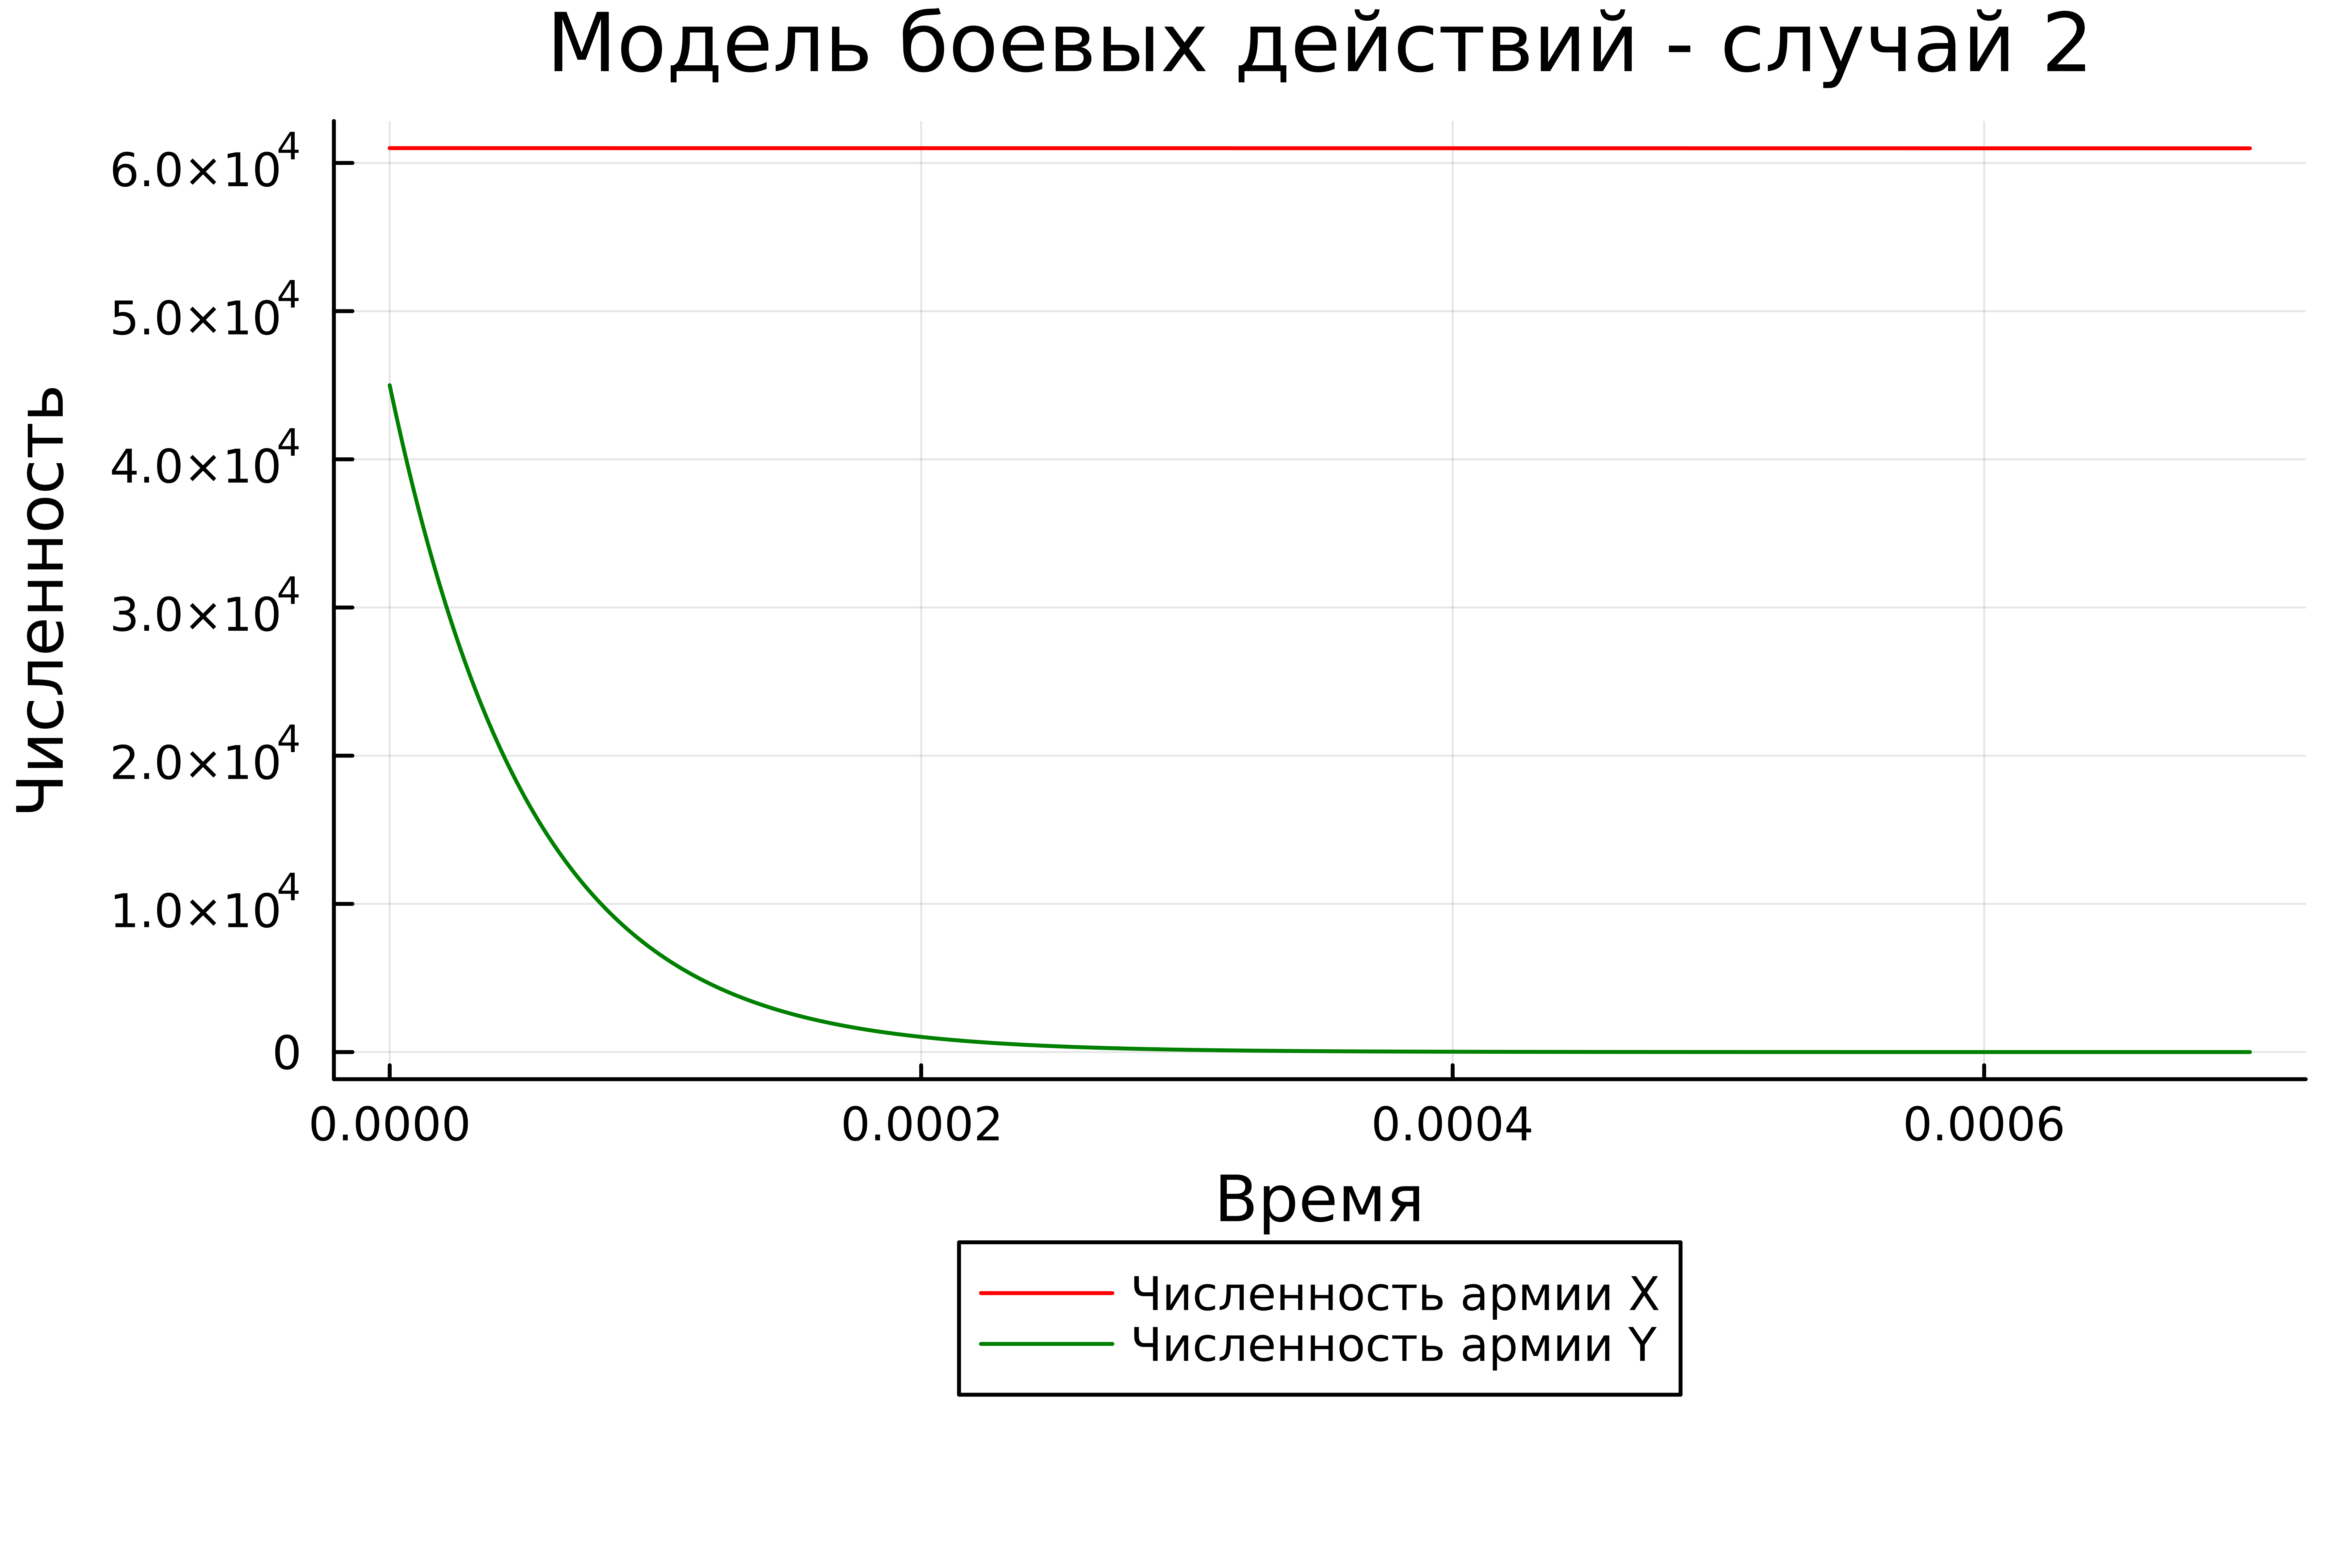 Модель боевых действий - случай 2
Численность
6.0×10⁴
5.0×10⁴
4.0×10⁴
3.0×10⁴
2.0×10⁴
1.0×10⁴
0
0.0000 0.0002 0.0004 0.0006
Время
Численность армии X
Численность армии Y